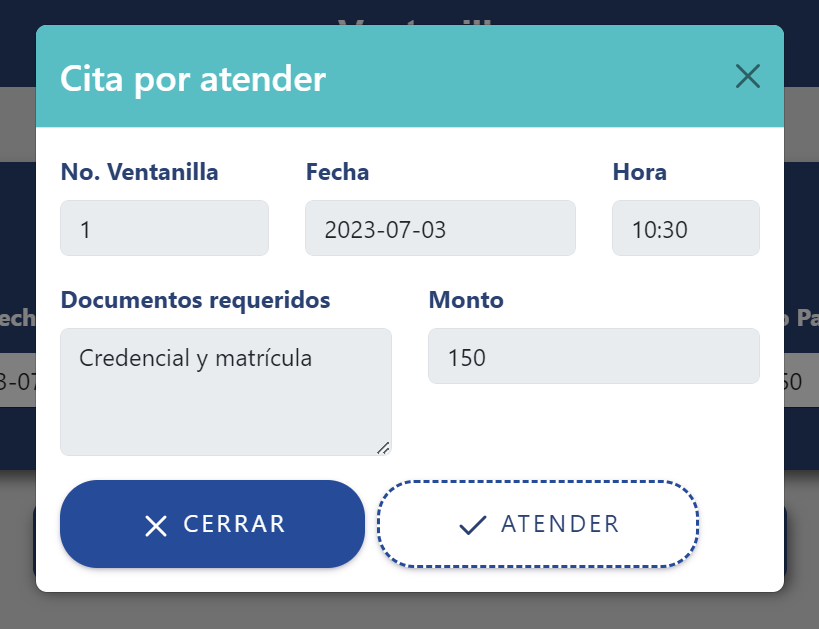 Cita por atender
No. Ventanilla Fecha Hora
1 2023-07-03 10:30
Documentos requeridos Monto
Credencial y matrícula 150
CERRAR ATENDER